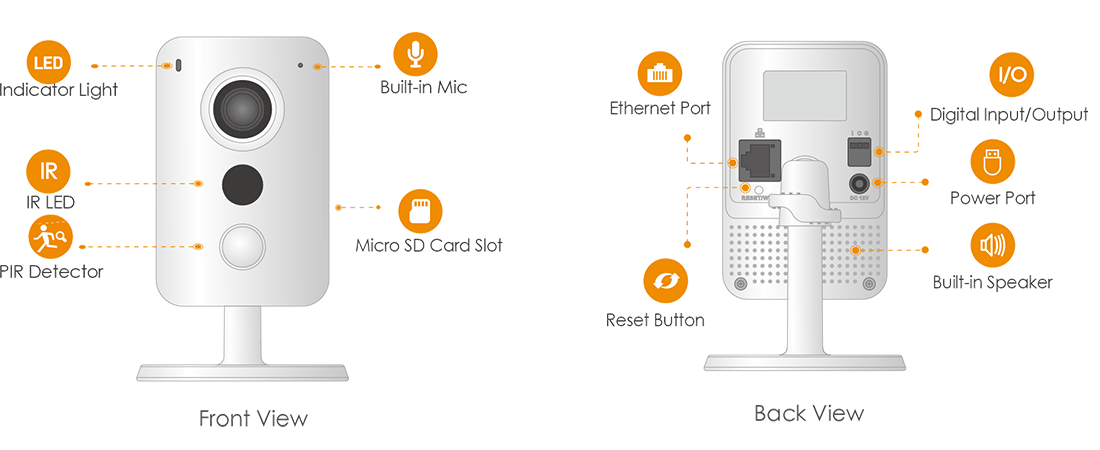 LED
Indicator Light
Built-in Mic
IR
IR LED
Micro SD Card Slot
PIR Detector
Front View
Ethernet Port
I/O
Digital Input/Output
I G O
Power Port
DC 12V
RESET/W
Built-in Speaker
Reset Button
Back View